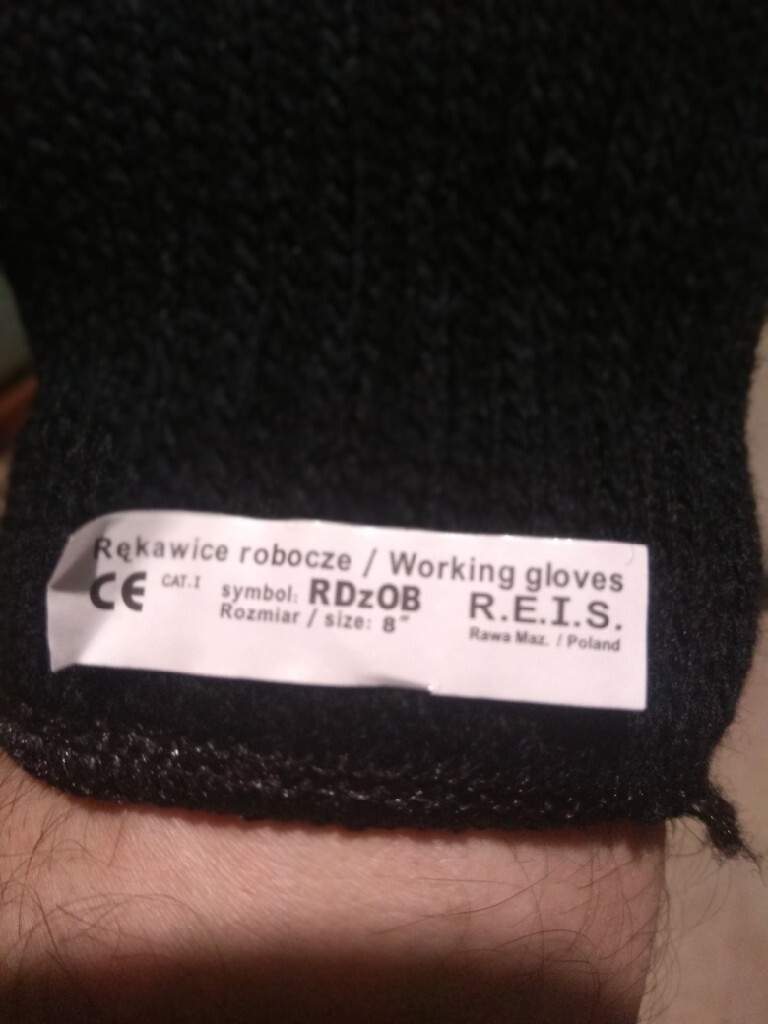 Rękawice robocze / Working gloves
CE CAT.I symbol: RDzOB R.E.I.S.
Rozmiar / size: 8" Rawa Maz. / Poland